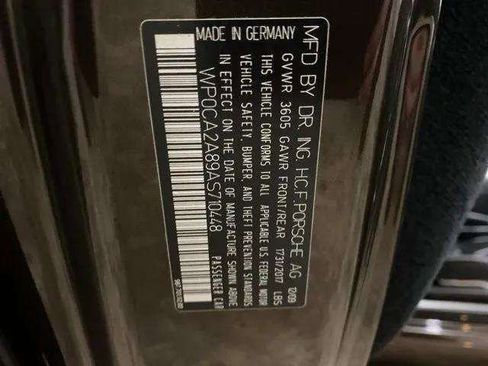 MFD BY DR. ING. H.C.F. PORSCHE AG 12/09
GVWR 3605 GAWR FRONT/REAR 1731/2017 LBS
THIS VEHICLE CONFORMS TO ALL APPLICABLE U.S. FEDERAL MOTOR
VEHICLE SAFETY, BUMPER, AND THEFT PREVENTION STANDARDS
IN EFFECT ON THE DATE OF MANUFACTURE SHOWN ABOVE
WP0CA2A89AS710448 PASSENGER CAR
MADE IN GERMANY